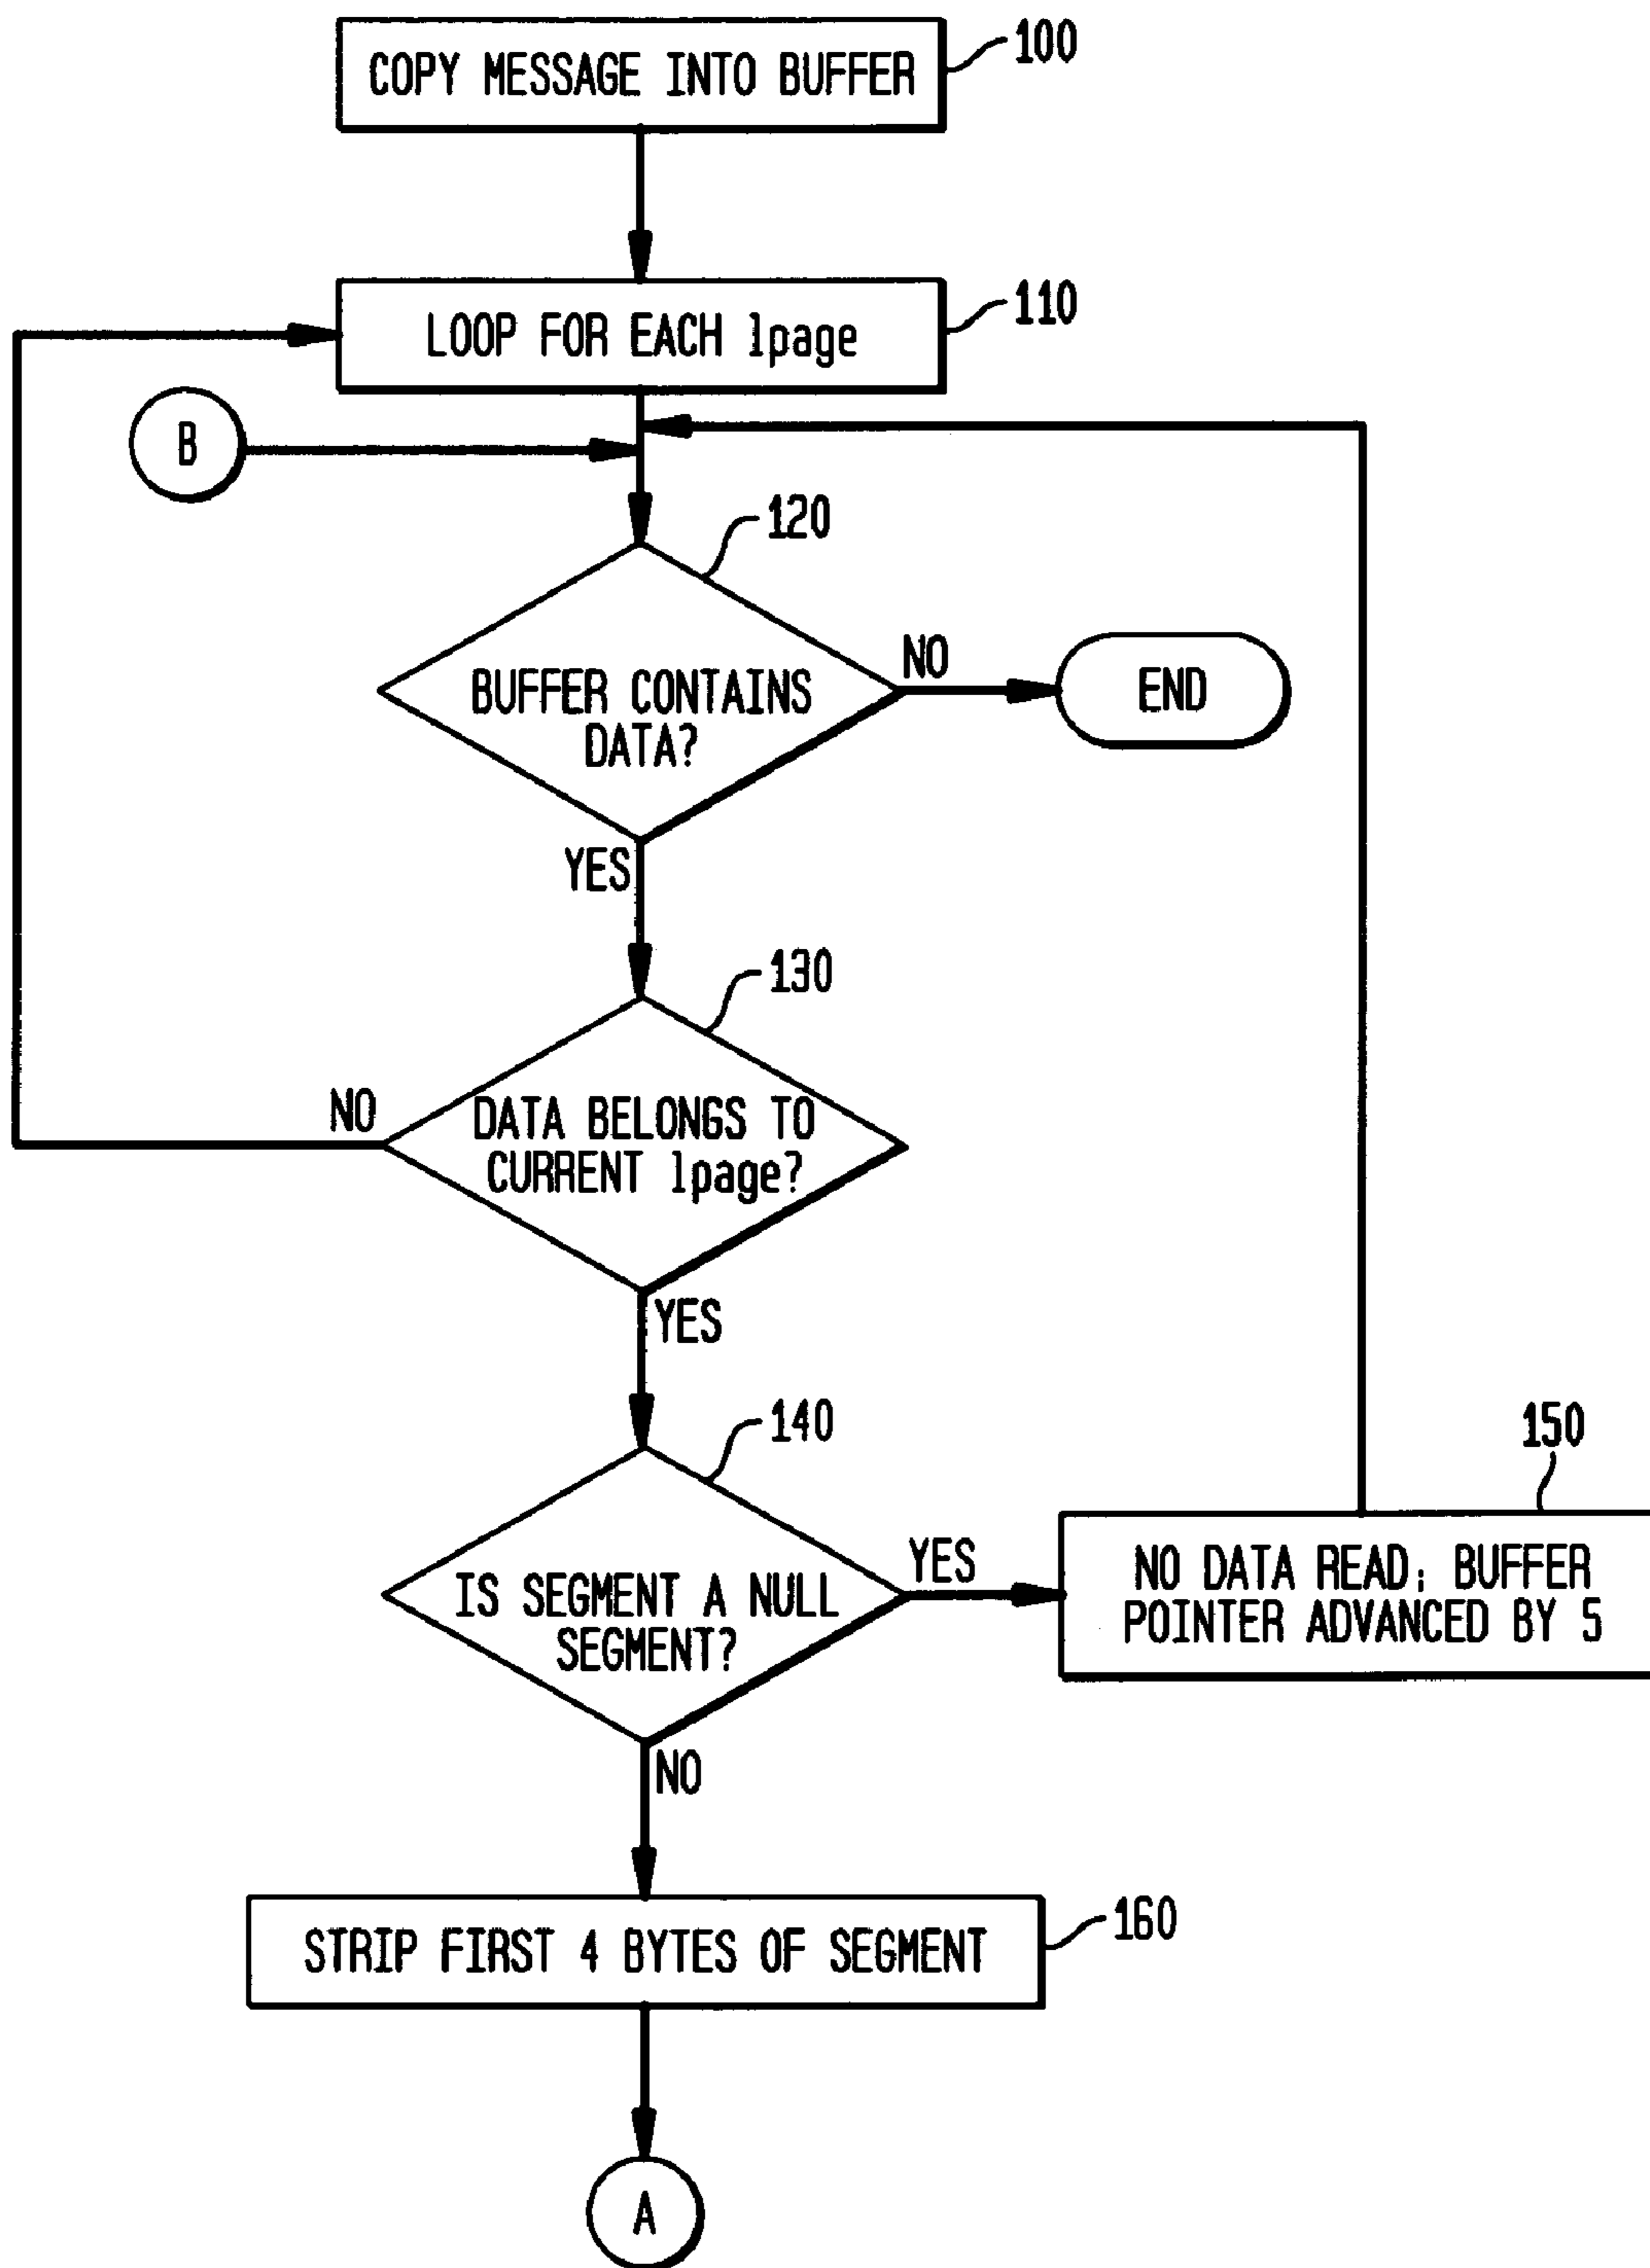 COPY MESSAGE INTO BUFFER
100
LOOP FOR EACH lpage
110
B
120
BUFFER CONTAINS
DATA?
NO
END
YES
130
NO
DATA BELONGS TO
CURRENT lpage?
YES
140
150
IS SEGMENT A NULL
SEGMENT?
YES
NO DATA READ; BUFFER
POINTER ADVANCED BY 5
NO
STRIP FIRST 4 BYTES OF SEGMENT
160
A